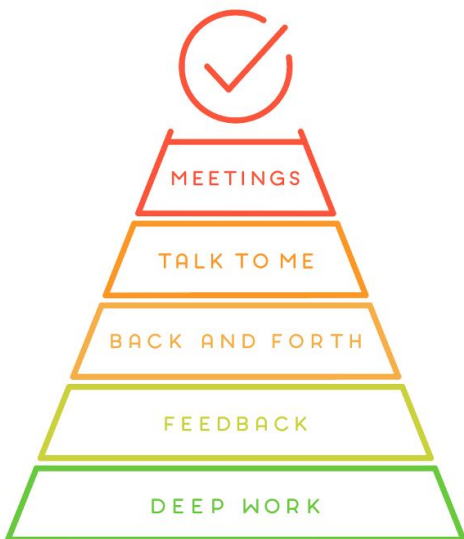 MEETINGS
TALK TO ME
BACK AND FORTH
FEEDBACK
DEEP WORK